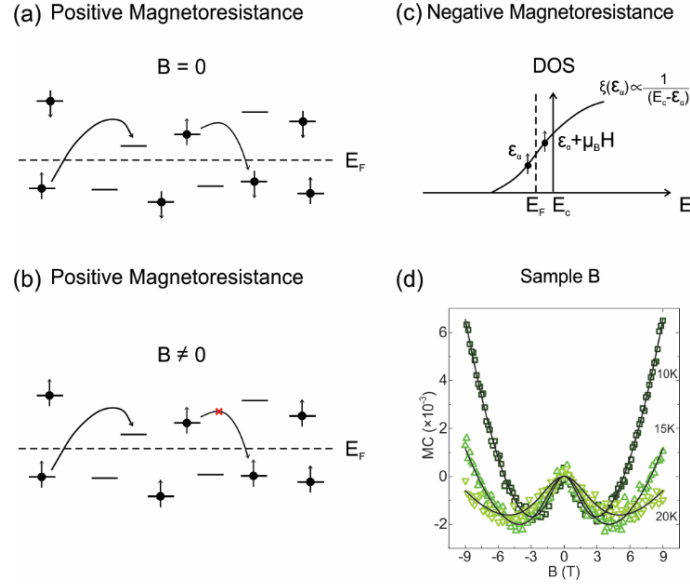 (a) Positive Magnetoresistance
B = 0
E_F
(b) Positive Magnetoresistance
B ≠ 0
E_F
(c) Negative Magnetoresistance
DOS
ξ(ε_α)∝ 1/(E_c-ε_α)
ε_α
ε_α+μ_BH
E_F E_c
E
(d) Sample B
MC (×10⁻³)
6
4
2
0
-2
10K
15K
20K
-9 -6 -3 0 3 6 9
B (T)